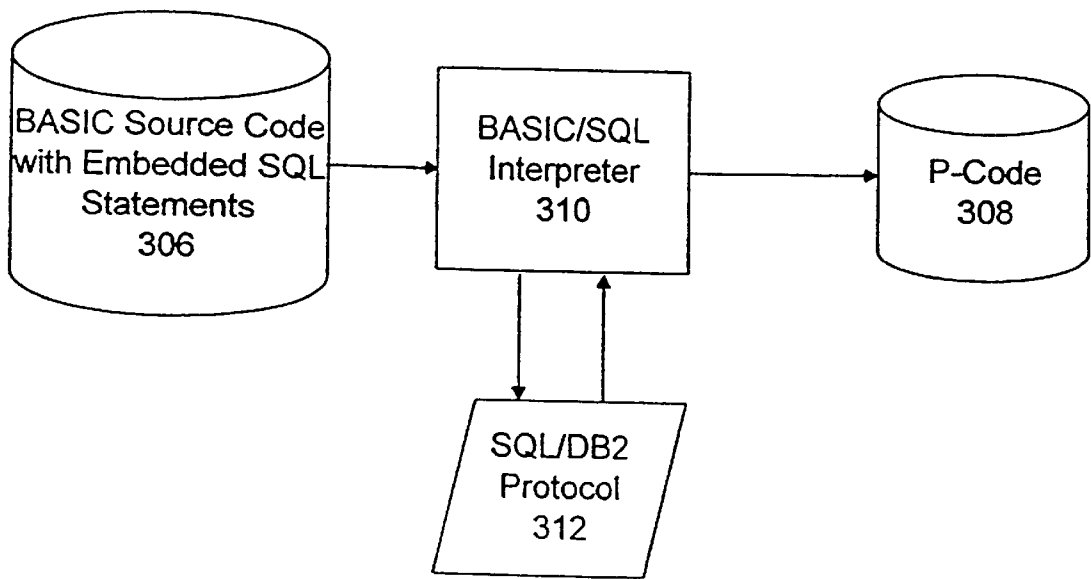 BASIC Source Code
with Embedded SQL
Statements
306
BASIC/SQL
Interpreter
310
P-Code
308
SQL/DB2
Protocol
312